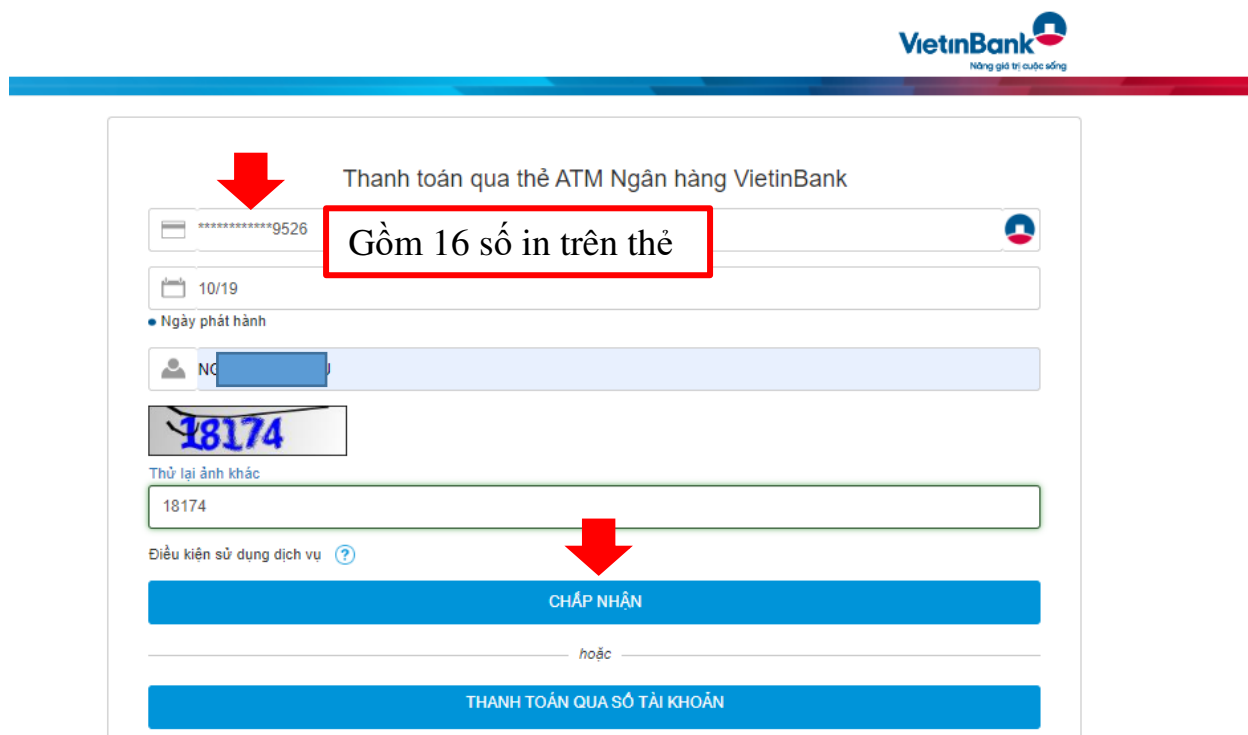 VietinBank
Nâng giá trị cuộc sống
Thanh toán qua thẻ ATM Ngân hàng VietinBank
************9526
Gồm 16 số in trên thẻ
10/19
Ngày phát hành
18174
Thử lại ảnh khác
18174
Điều kiện sử dụng dịch vụ ?
CHẤP NHẬN
hoặc
THANH TOÁN QUA SỐ TÀI KHOẢN